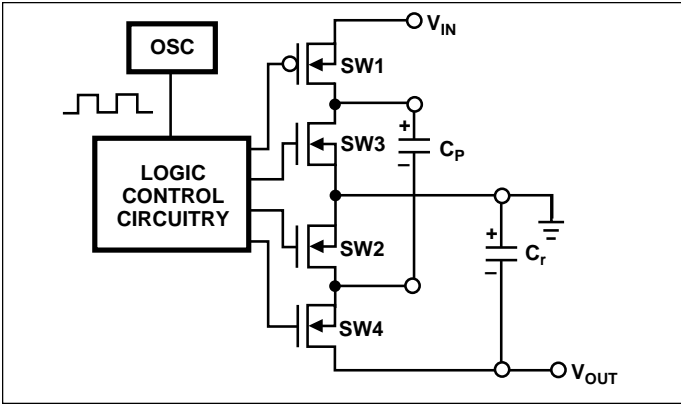 OSC
V_IN
SW1
+
SW3
C_P
–
LOGIC
CONTROL
CIRCUITRY
+
SW2
C_r
–
SW4
V_OUT